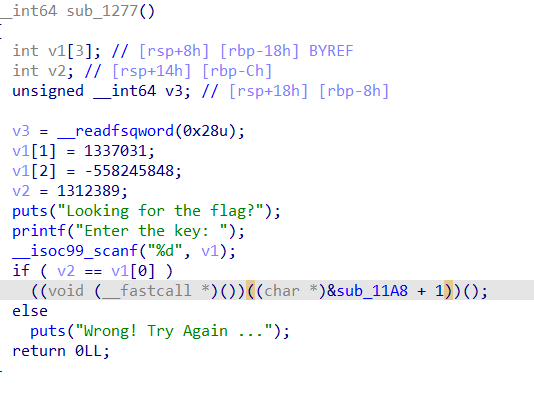 __int64 sub_1277()
{
int v1[3]; // [rsp+8h] [rbp-18h] BYREF
int v2; // [rsp+14h] [rbp-Ch]
unsigned __int64 v3; // [rsp+18h] [rbp-8h]
v3 = __readfsqword(0x28u);
v1[1] = 1337031;
v1[2] = -558245848;
v2 = 1312389;
puts("Looking for the flag?");
printf("Enter the key: ");
__isoc99_scanf("%d", v1);
if ( v2 == v1[0] )
((void (__fastcall *)())((char *)&sub_11A8 + 1))();
else
puts("Wrong! Try Again ...");
return 0LL;